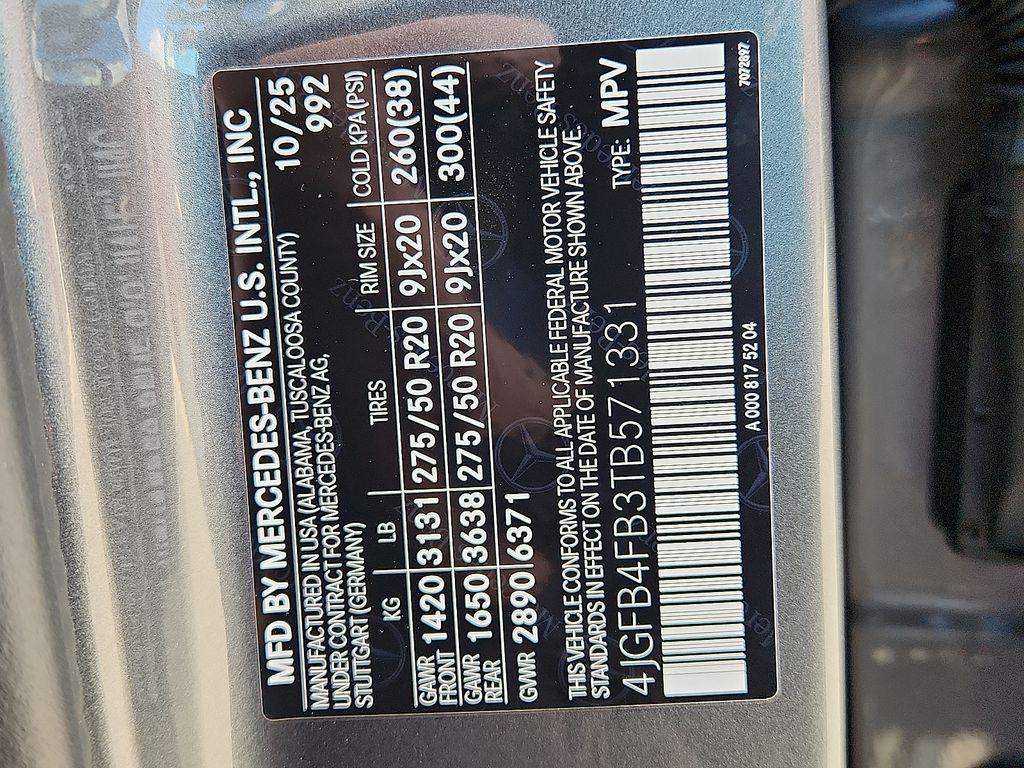 MFD BY MERCEDES-BENZ U.S. INTL., INC
MANUFACTURED IN USA (ALABAMA, TUSCALOOSA COUNTY) 10/25
UNDER CONTRACT FOR MERCEDES-BENZ AG, 992
STUTTGART (GERMANY)
KG LB TIRES RIM SIZE COLD KPA(PSI)
GAWR FRONT 1420 3131 275/50 R20 9Jx20 260(38)
GAWR REAR 1650 3638 275/50 R20 9Jx20 300(44)
GVWR 2890 6371
THIS VEHICLE CONFORMS TO ALL APPLICABLE FEDERAL MOTOR VEHICLE SAFETY
STANDARDS IN EFFECT ON THE DATE OF MANUFACTURE SHOWN ABOVE.
4JGFB4FB3TB571331 TYPE: MPV
A 000 817 52 04 7072897